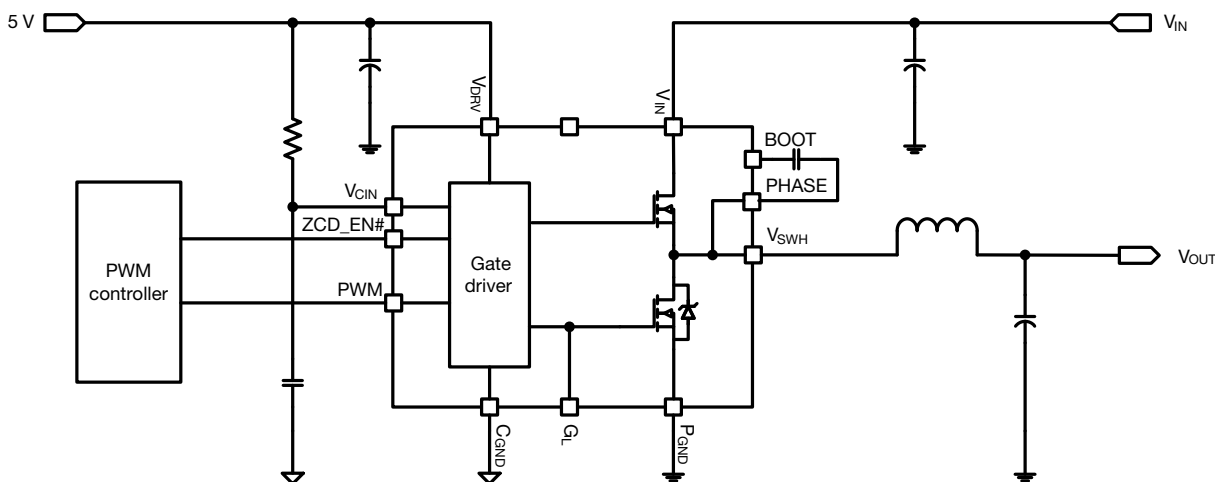 5 V
V_IN
V_DRV
V_IN
BOOT
PHASE
V_CIN
ZCD_EN#
V_SWH
V_OUT
PWM
controller
PWM
Gate
driver
C_GND
G_L
P_GND